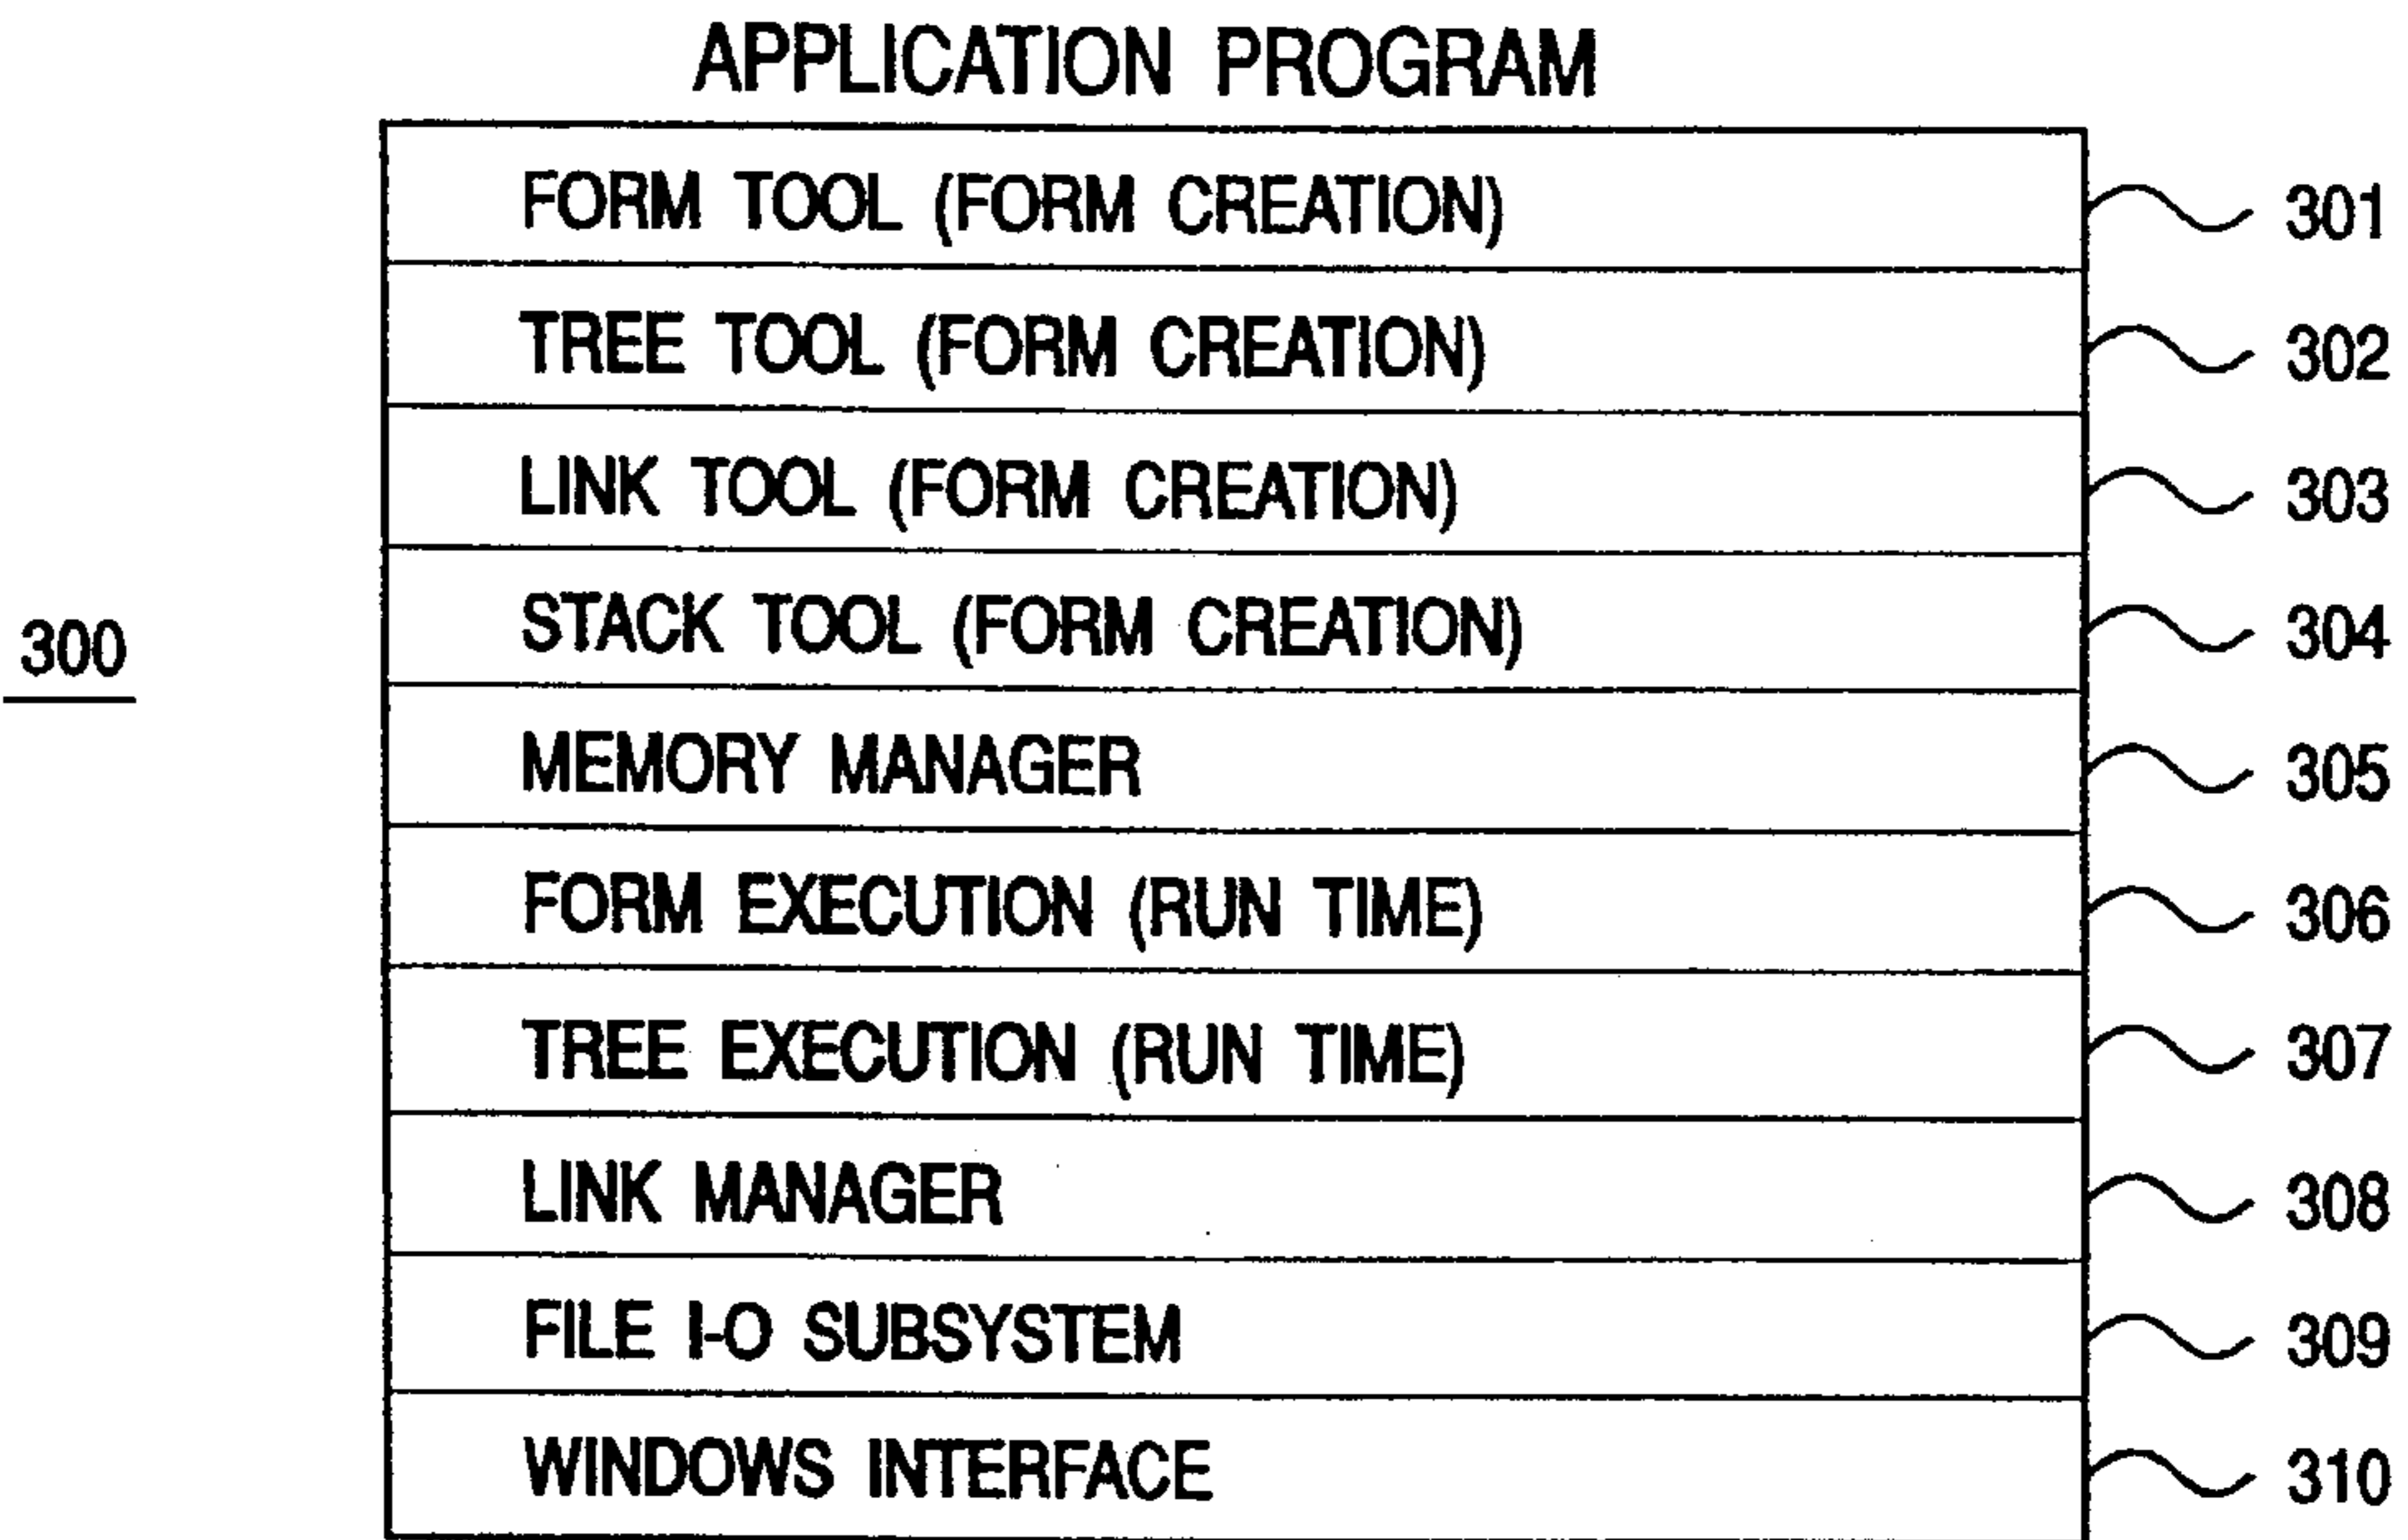 APPLICATION PROGRAM
FORM TOOL (FORM CREATION) 301
TREE TOOL (FORM CREATION) 302
LINK TOOL (FORM CREATION) 303
STACK TOOL (FORM CREATION) 304
300
MEMORY MANAGER 305
FORM EXECUTION (RUN TIME) 306
TREE EXECUTION (RUN TIME) 307
LINK MANAGER 308
FILE I-O SUBSYSTEM 309
WINDOWS INTERFACE 310